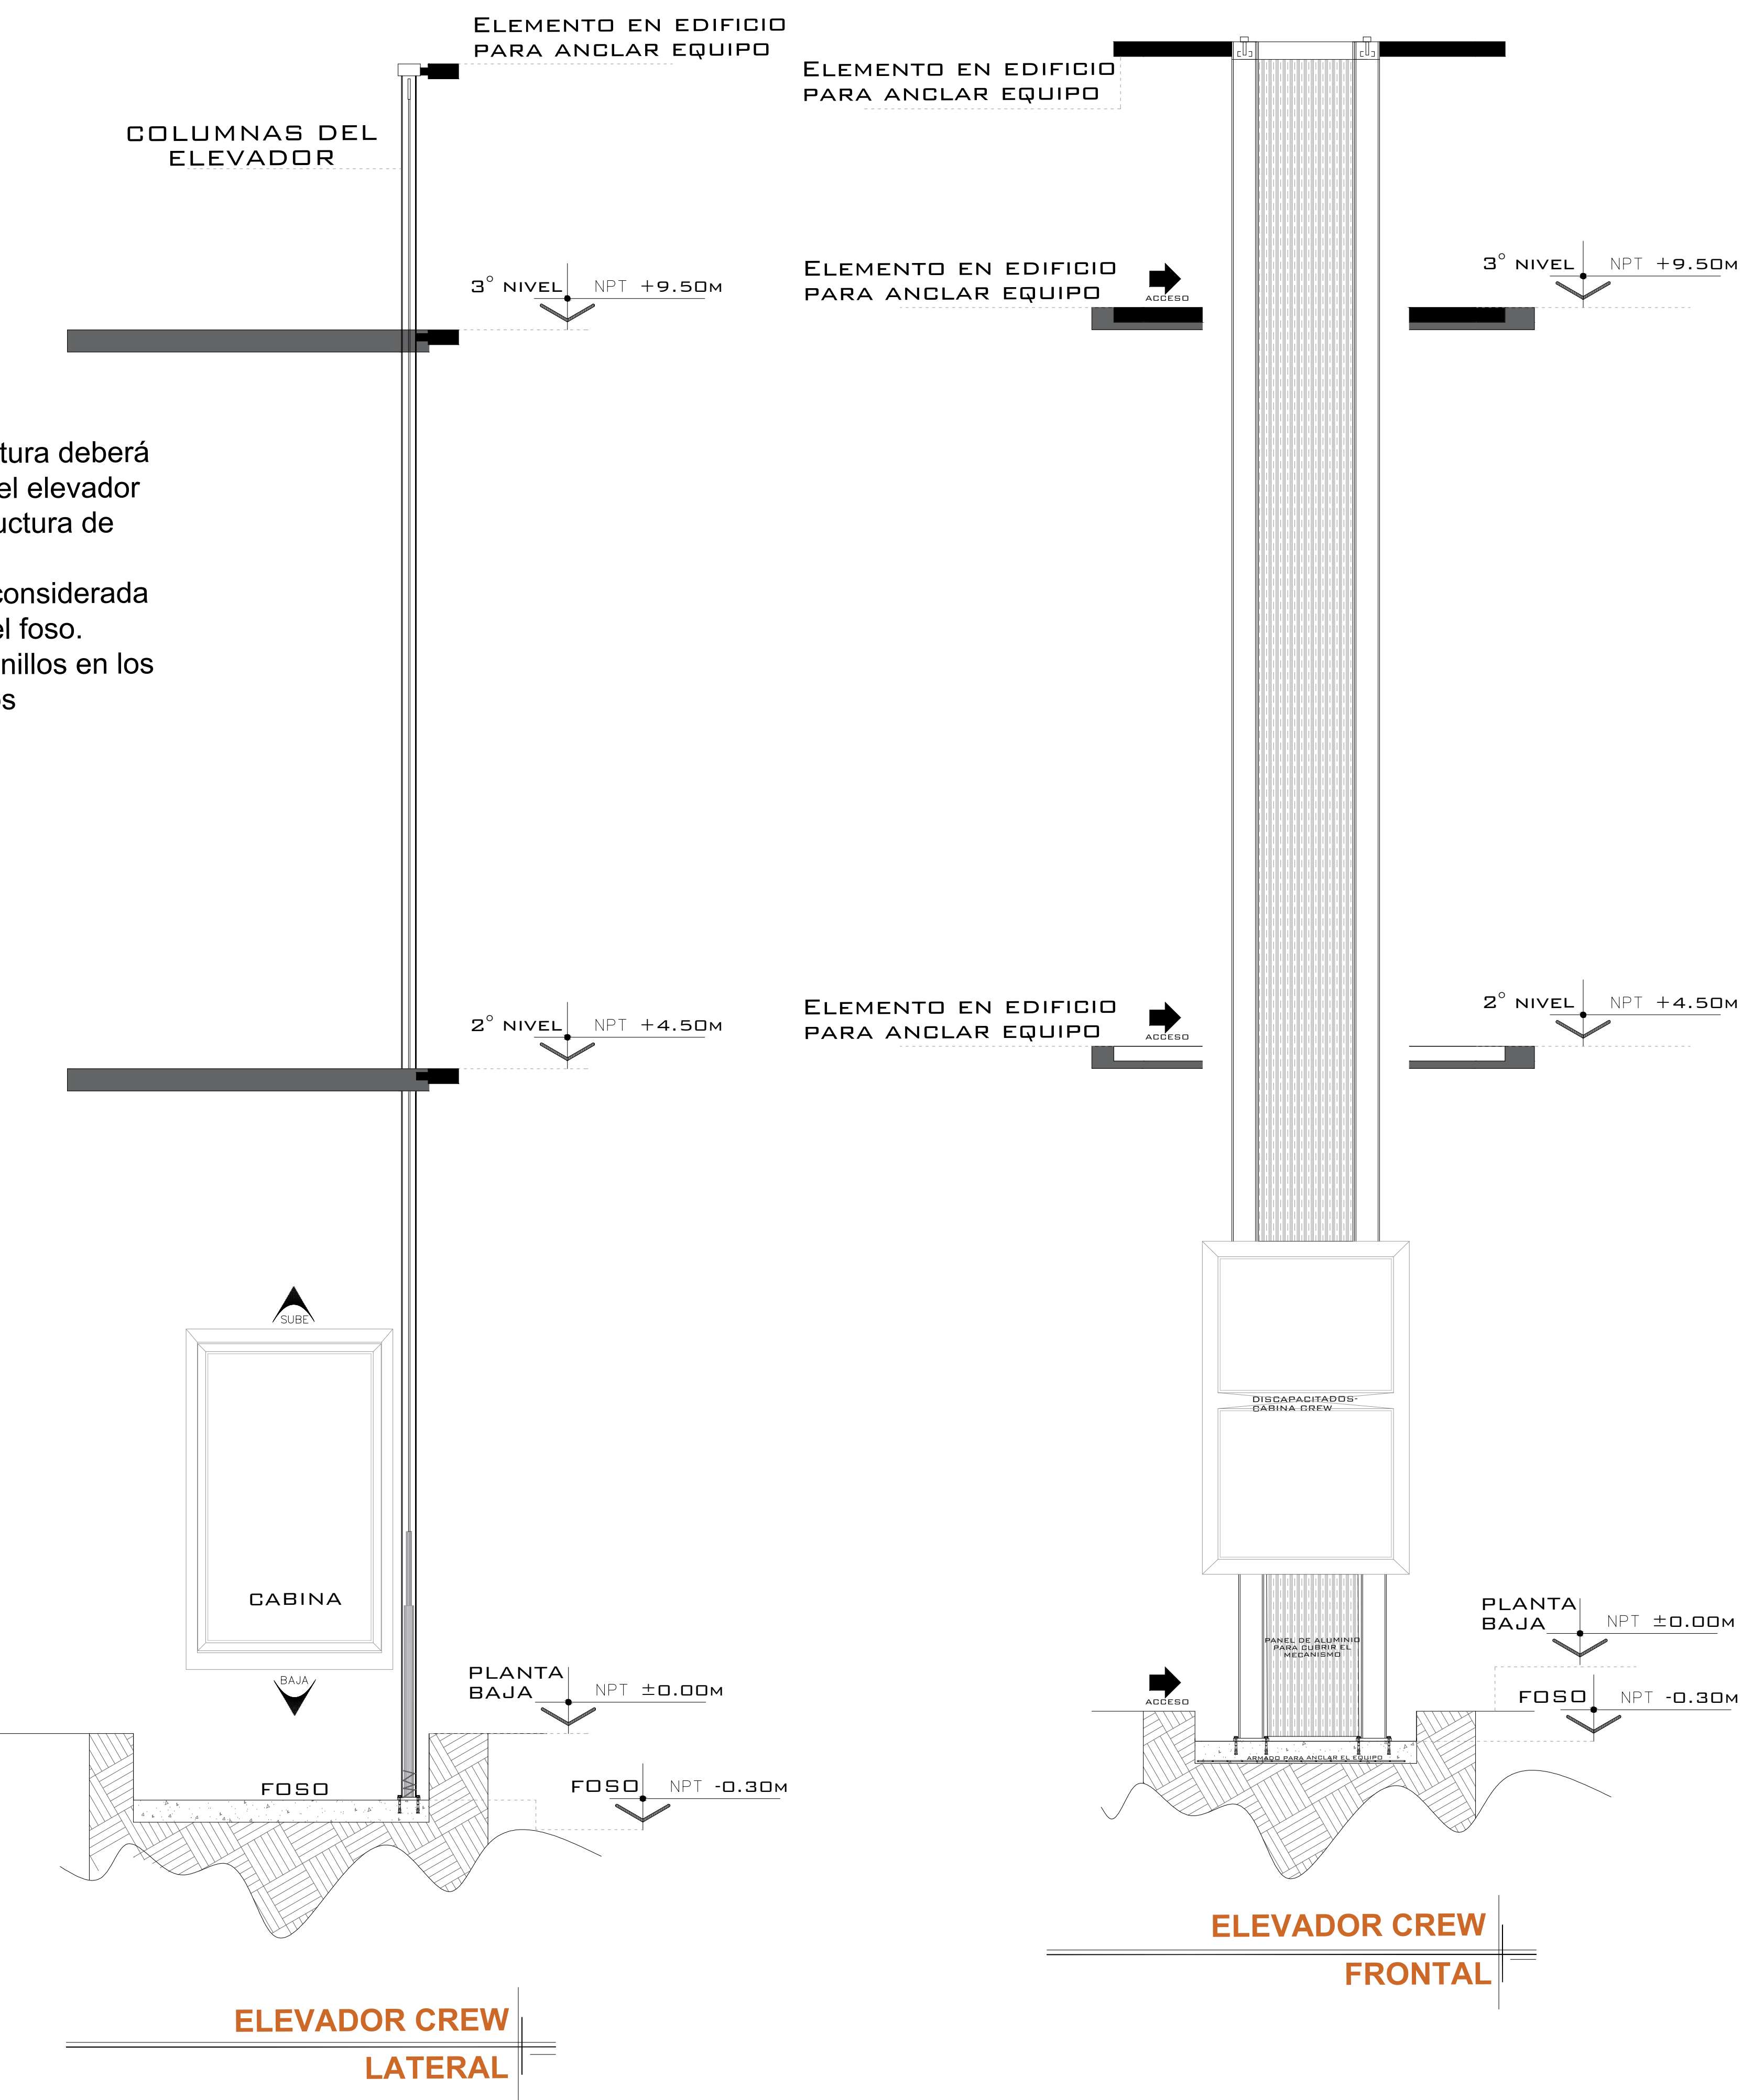 ELEMENTO EN EDIFICIO
PARA ANCLAR EQUIPO
COLUMNAS DEL
ELEVADOR
3° NIVEL NPT +9.50M
tura deberá
el elevador
uctura de
considerada
el foso.
nillos en los
os
2° NIVEL NPT +4.50M
SUBE
CABINA
BAJA
PLANTA
BAJA NPT ±0.00M
FOSO
FOSO NPT -0.30M
ELEVADOR CREW
LATERAL
ELEMENTO EN EDIFICIO
PARA ANCLAR EQUIPO
ELEMENTO EN EDIFICIO
PARA ANCLAR EQUIPO
ACCESO
3° NIVEL NPT +9.50M
ELEMENTO EN EDIFICIO
PARA ANCLAR EQUIPO
ACCESO
2° NIVEL NPT +4.50M
DISCAPACITADOS-
CABINA CREW
PANEL DE ALUMINIO
PARA CUBRIR EL
MECANISMO
PLANTA
BAJA NPT ±0.00M
ACCESO
FOSO NPT -0.30M
ARMADO PARA ANCLAR EL EQUIPO
ELEVADOR CREW
FRONTAL